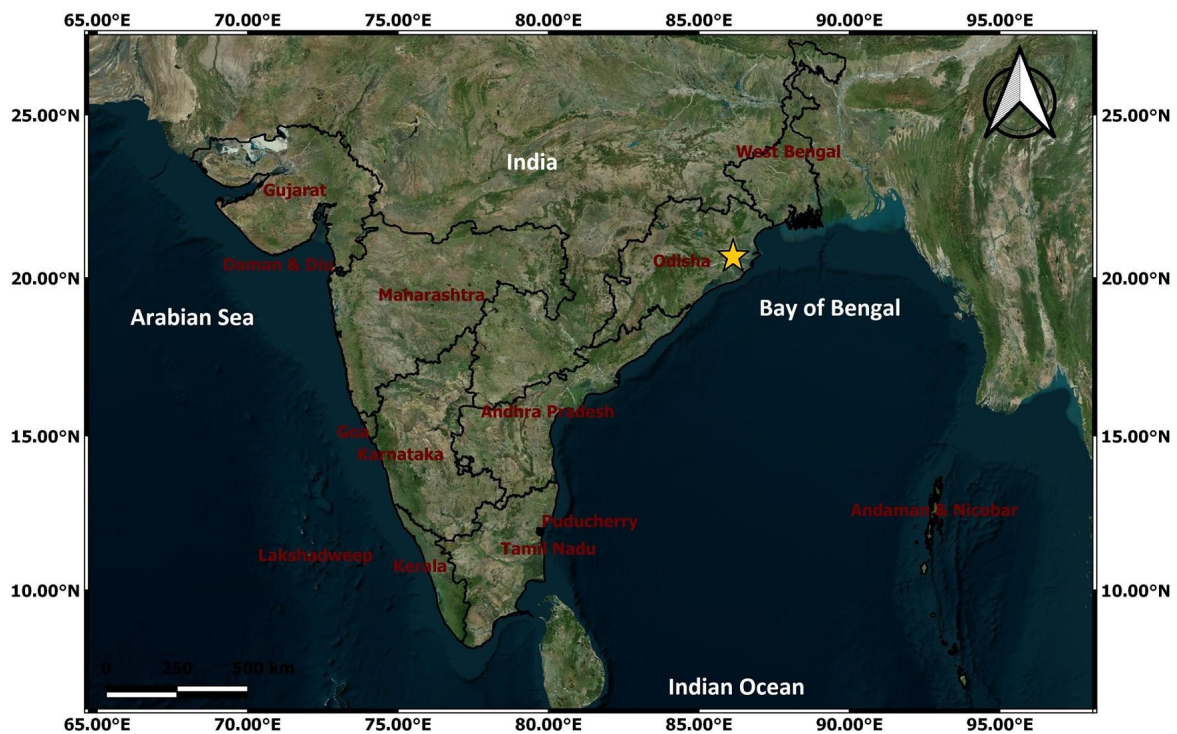 65.00°E 70.00°E 75.00°E 80.00°E 85.00°E 90.00°E 95.00°E
25.00°N 25.00°N
West Bengal
India
Gujarat
Odisha
Daman & Diu
20.00°N 20.00°N
Maharashtra
Bay of Bengal
Arabian Sea
Andhra Pradesh
Goa
15.00°N 15.00°N
Karnataka
Andaman & Nicobar
Puducherry
Tamil Nadu
Lakshadweep
Kerala
10.00°N 10.00°N
0 250 500 km
Indian Ocean
65.00°E 70.00°E 75.00°E 80.00°E 85.00°E 90.00°E 95.00°E